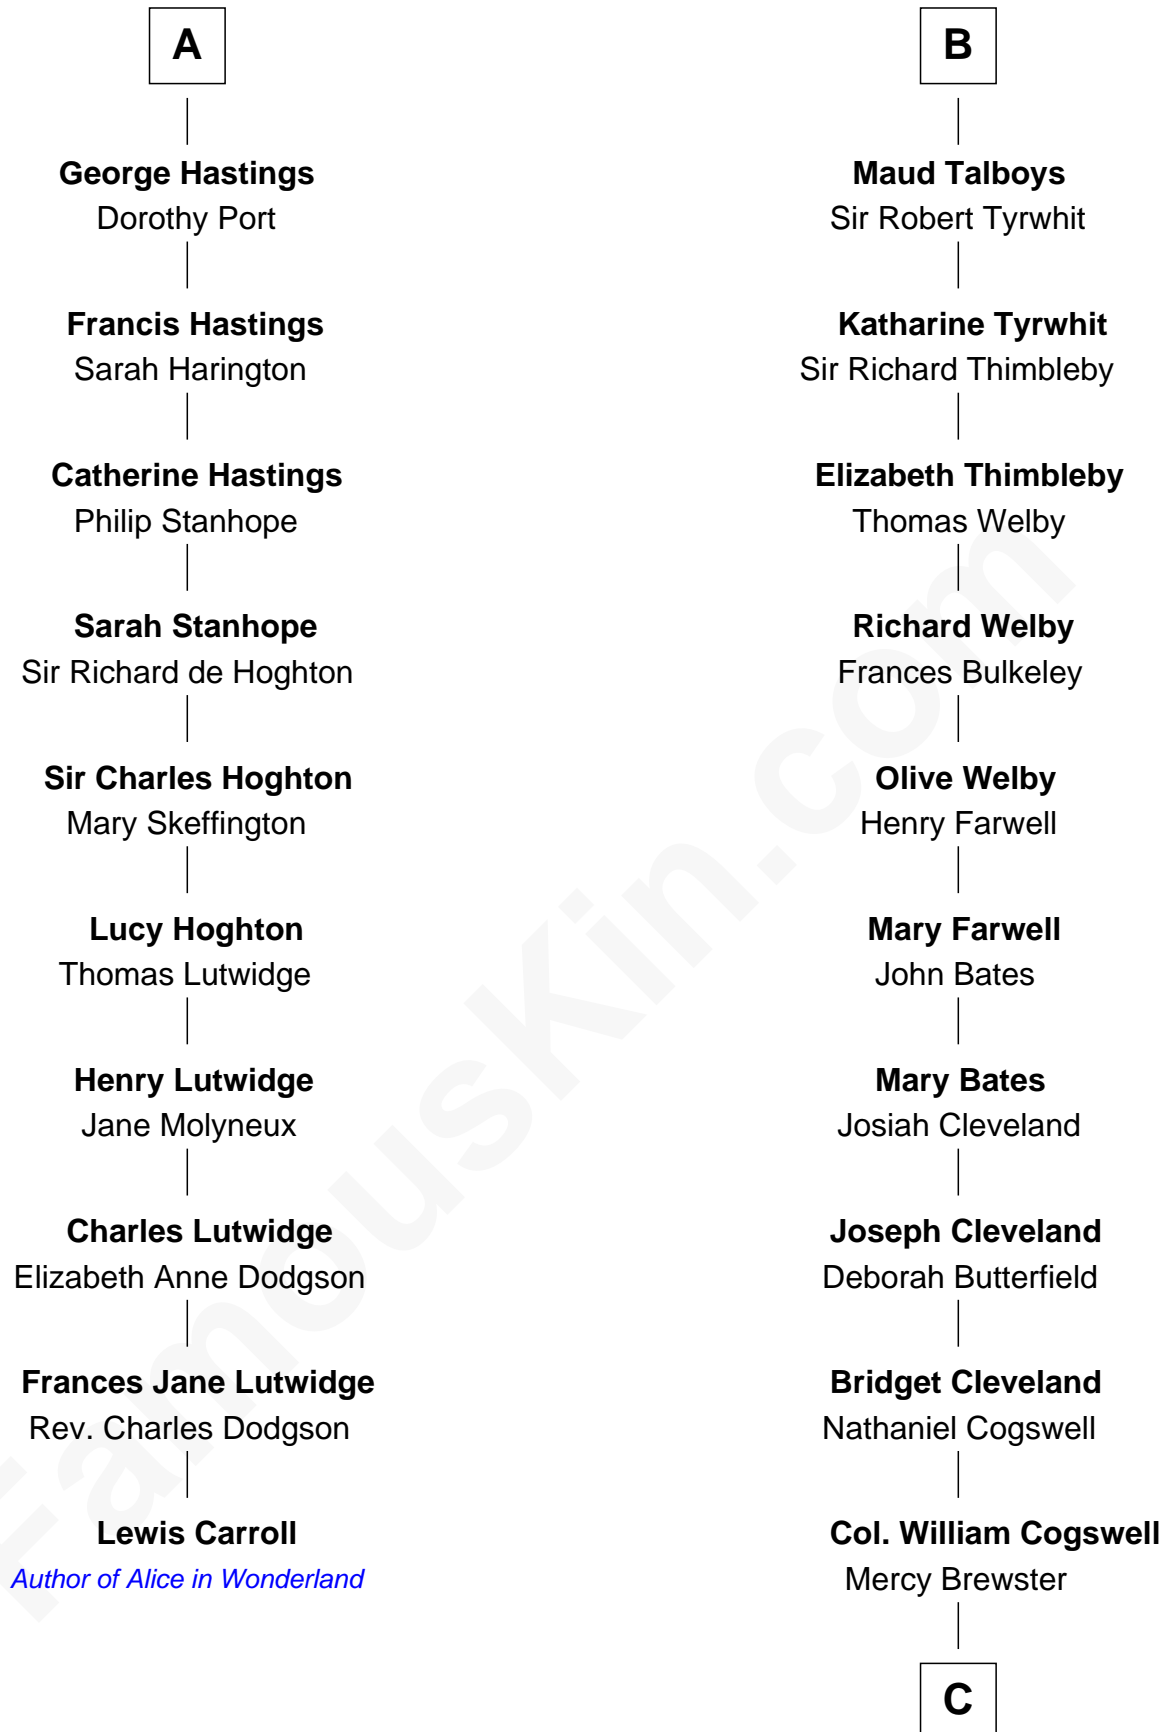 A
George Hastings
Dorothy Port
Francis Hastings
Sarah Harington
Catherine Hastings
Philip Stanhope
Sarah Stanhope
Sir Richard de Hoghton
Sir Charles Hoghton
Mary Skeffington
Lucy Hoghton
Thomas Lutwidge
Henry Lutwidge
Jane Molyneux
Charles Lutwidge
Elizabeth Anne Dodgson
Frances Jane Lutwidge
Rev. Charles Dodgson
Lewis Carroll
Author of Alice in Wonderland
B
Maud Talboys
Sir Robert Tyrwhit
Katharine Tyrwhit
Sir Richard Thimbleby
Elizabeth Thimbleby
Thomas Welby
Richard Welby
Frances Bulkeley
Olive Welby
Henry Farwell
Mary Farwell
John Bates
Mary Bates
Josiah Cleveland
Joseph Cleveland
Deborah Butterfield
Bridget Cleveland
Nathaniel Cogswell
Col. William Cogswell
Mercy Brewster
C
FamousKin.com